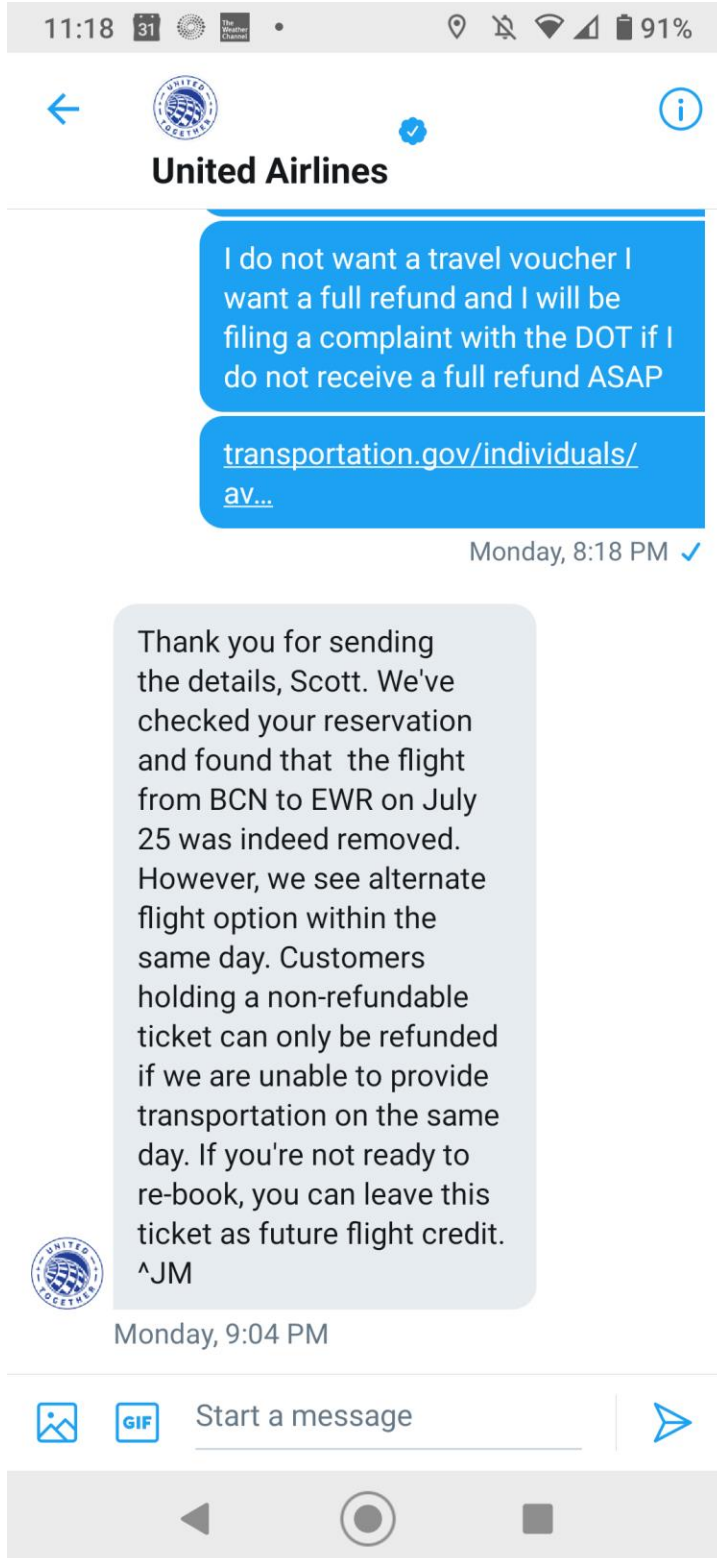 11:18 31 The Weather Channel 91%
UNITED TOGETHER
United Airlines
I do not want a travel voucher I
want a full refund and I will be
filing a complaint with the DOT if I
do not receive a full refund ASAP
transportation.gov/individuals/
av...
Monday, 8:18 PM
Thank you for sending
the details, Scott. We've
checked your reservation
and found that  the flight
from BCN to EWR on July
25 was indeed removed.
However, we see alternate
flight option within the
same day. Customers
holding a non-refundable
ticket can only be refunded
if we are unable to provide
transportation on the same
day. If you're not ready to
re-book, you can leave this
ticket as future flight credit.
^JM
UNITED TOGETHER
Monday, 9:04 PM
GIF Start a message